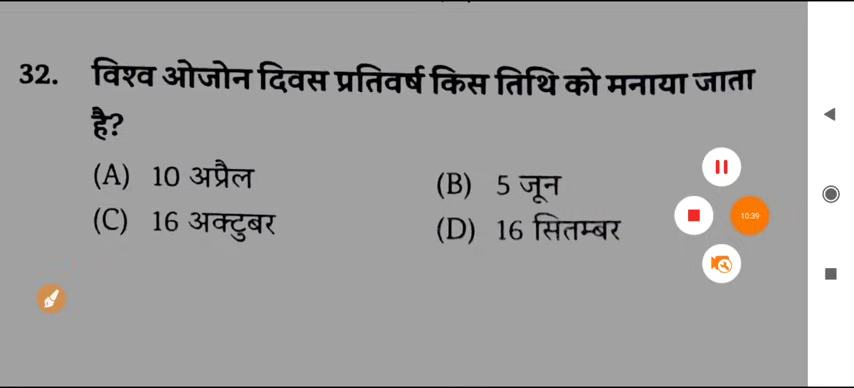 32. विश्व ओजोन दिवस प्रतिवर्ष किस तिथि को मनाया जाता
है?
(A) 10 अप्रैल (B) 5 जून
(C) 16 अक्टुबर (D) 16 सितम्बर
10:39